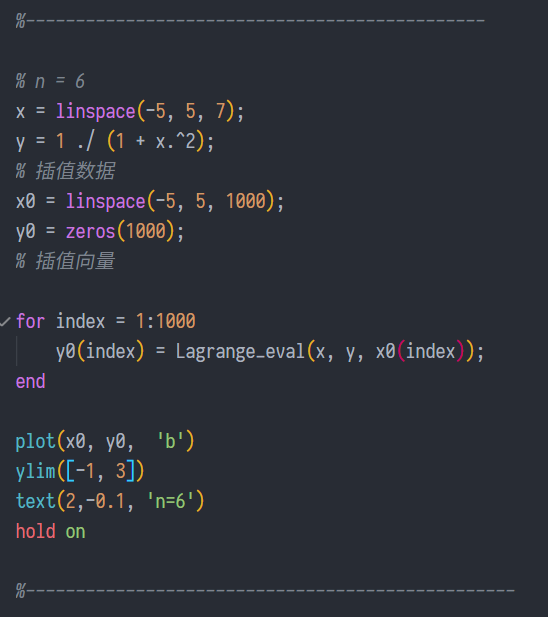 %----------------------------------------------
% n = 6
x = linspace(-5, 5, 7);
y = 1 ./ (1 + x.^2);
% 插值数据
x0 = linspace(-5, 5, 1000);
y0 = zeros(1000);
% 插值向量
for index = 1:1000
    y0(index) = Lagrange_eval(x, y, x0(index));
end
plot(x0, y0,  'b')
ylim([-1, 3])
text(2,-0.1, 'n=6')
hold on
%-------------------------------------------------